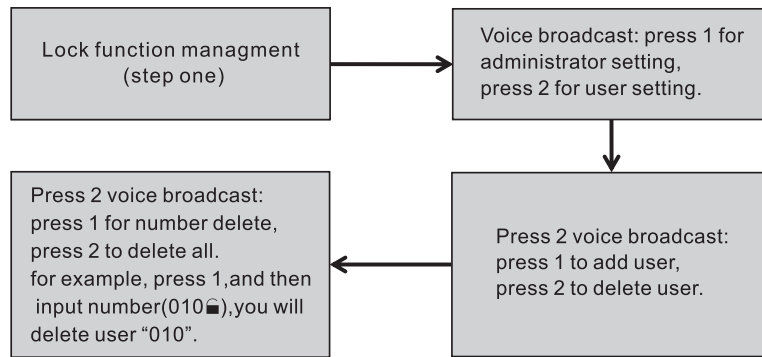 Lock function managment
(step one)
Voice broadcast: press 1 for
administrator setting,
press 2 for user setting.
Press 2 voice broadcast:
press 1 to add user,
press 2 to delete user.
Press 2 voice broadcast:
press 1 for number delete,
press 2 to delete all.
for example, press 1,and then
input number(010🔒),you will
delete user “010”.